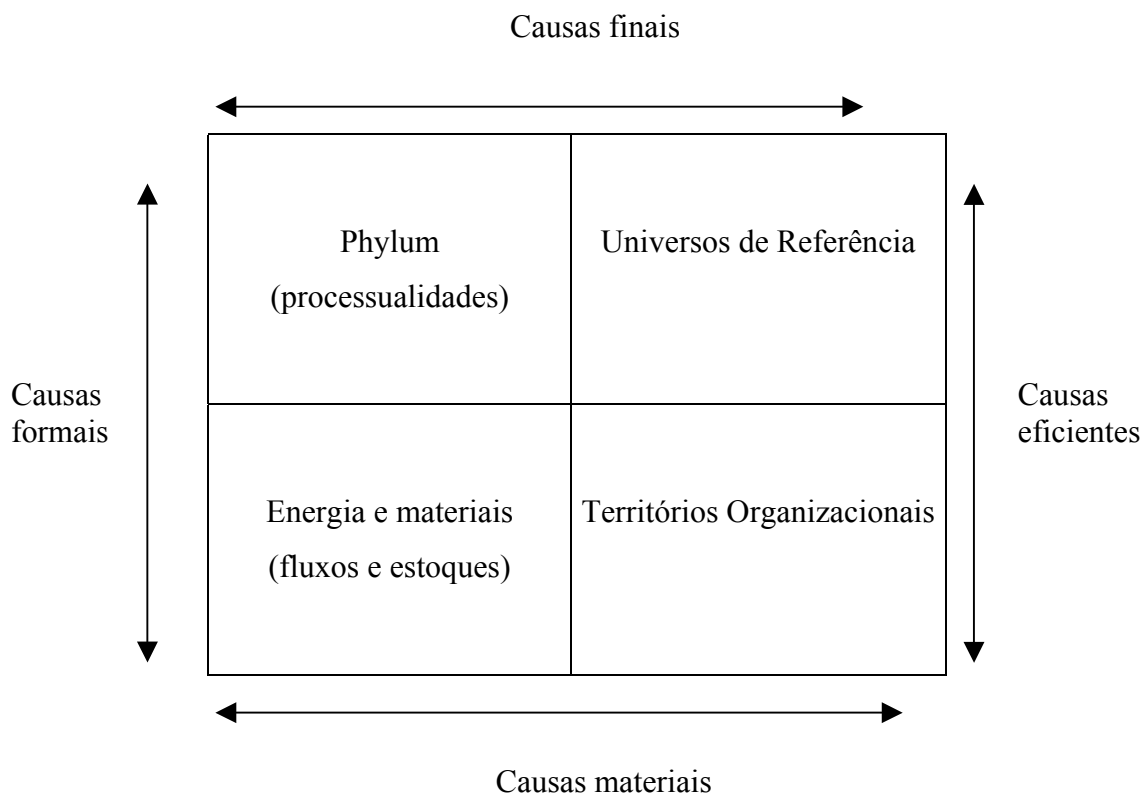 Causas finais
Phylum
(processualidades)
Universos de Referência
Causas
formais
Causas
eficientes
Energia e materiais
(fluxos e estoques)
Territórios Organizacionais
Causas materiais